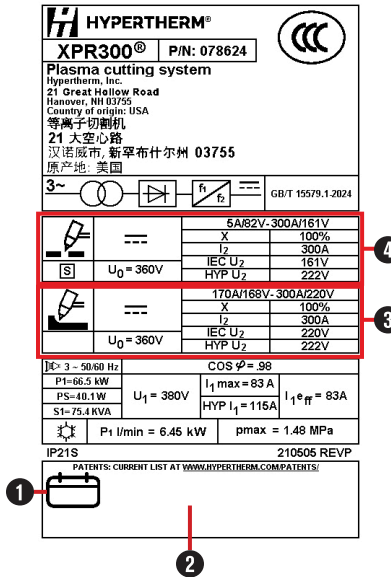 HYPERTHERM®
XPR300® P/N: 078624
Plasma cutting system
Hypertherm, Inc.
21 Great Hollow Road
Hanover, NH 03755
Country of origin: USA
等离子切割机
21 大空心路
汉诺威市, 新罕布什尔州 03755
原产地: 美国
CCC
3~ f1 f2 GB/T 15579.1-2024
5A/82V- 300A/161V
X 100%
I2 300A
S U0 = 360V IEC U2 161V
HYP U2 222V
4
170A/168V- 300A/220V
X 100%
I2 300A
U0 = 360V IEC U2 220V
HYP U2 222V
3
3 ~ 50/60 Hz COS φ = .98
P1=66.5 kW
PS=40.1 W
S1=75.4 KVA
U1 = 380V
I1 max = 83 A
HYP I1 = 115A
I1eff = 83A
P1 l/min = 6.45 kW pmax = 1.48 MPa
IP21S 210505 REVP
PATENTS: CURRENT LIST AT WWW.HYPERTHERM.COM/PATENTS/
1
2